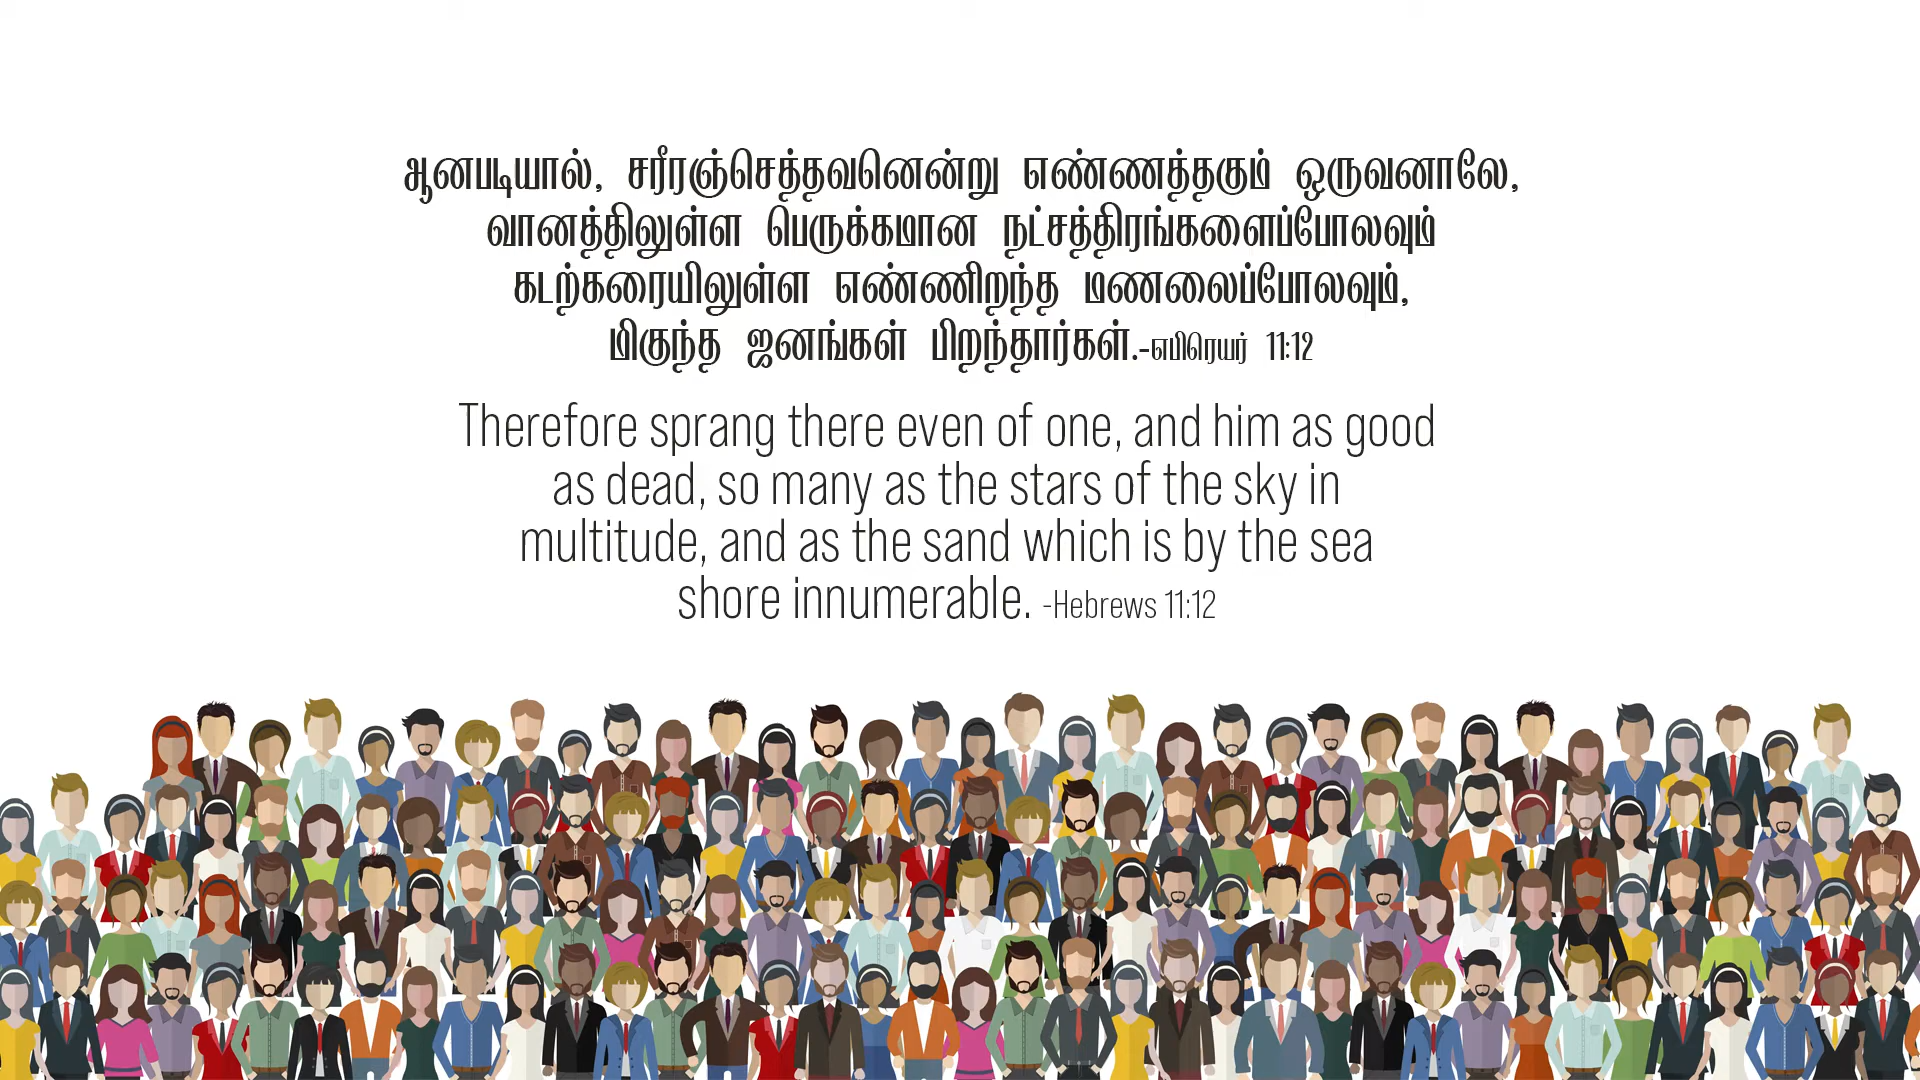 ஆனபடியால், சரீரஞ்செத்தவனென்று எண்ணத்தகும் ஒருவனாலே,
வானத்திலுள்ள பெருக்கமான நட்சத்திரங்களைப்போலவும்
கடற்கரையிலுள்ள எண்ணிறந்த மணலைப்போலவும்,
மிகுந்த ஜனங்கள் பிறந்தார்கள்.-எபிரெயர் 11:12
Therefore sprang there even of one, and him as good
as dead, so many as the stars of the sky in
multitude, and as the sand which is by the sea
shore innumerable. -Hebrews 11:12